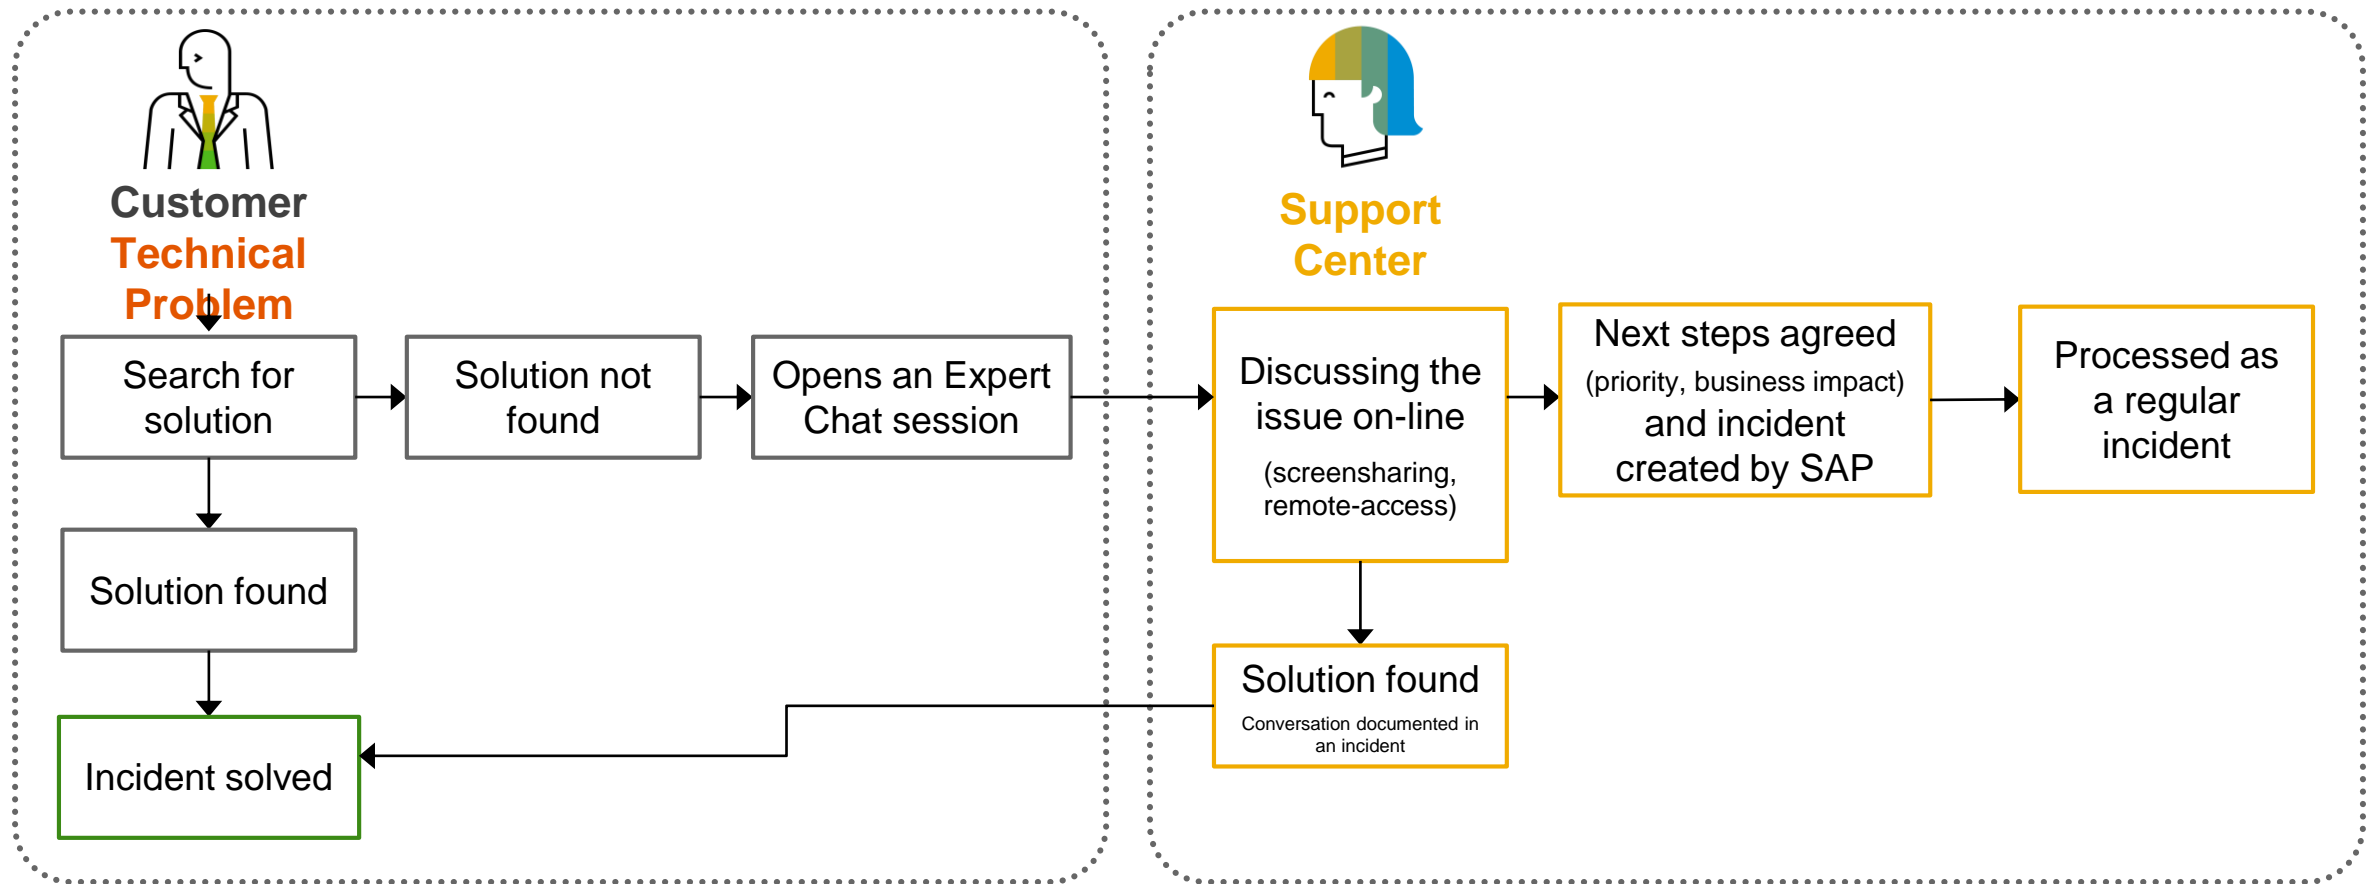 Customer
Technical
Problem
Search for
solution
Solution not
found
Opens an Expert
Chat session
Solution found
Incident solved
Support
Center
Discussing the
issue on-line
(screensharing,
remote-access)
Next steps agreed
(priority, business impact)
and incident
created by SAP
Processed as
a regular
incident
Solution found
Conversation documented in
an incident